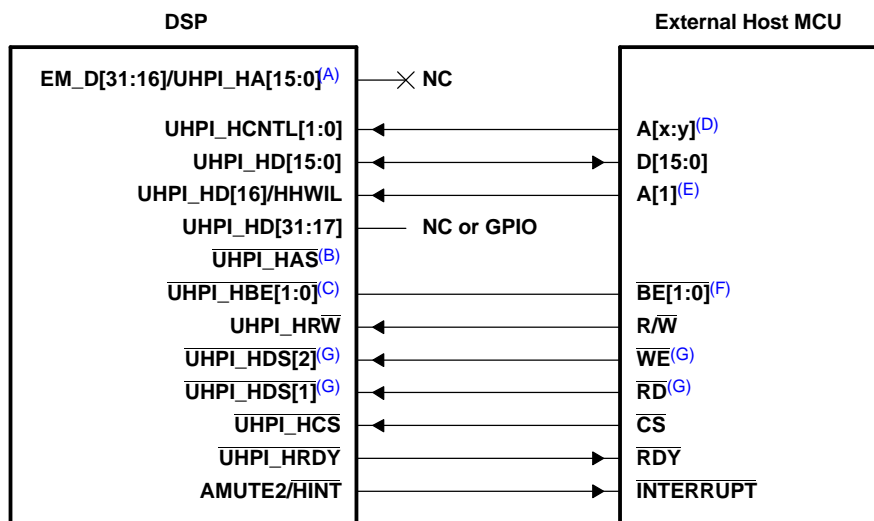 DSP External Host MCU
EM_D[31:16]/UHPI_HA[15:0](A) NC
UHPI_HCNTL[1:0] A[x:y](D)
UHPI_HD[15:0] D[15:0]
UHPI_HD[16]/HHWIL A[1](E)
UHPI_HD[31:17] NC or GPIO
UHPI_HAS(B)
UHPI_HBE[1:0](C) BE[1:0](F)
UHPI_HRW R/W
UHPI_HDS[2](G) WE(G)
UHPI_HDS[1](G) RD(G)
UHPI_HCS CS
UHPI_HRDY RDY
AMUTE2/HINT INTERRUPT